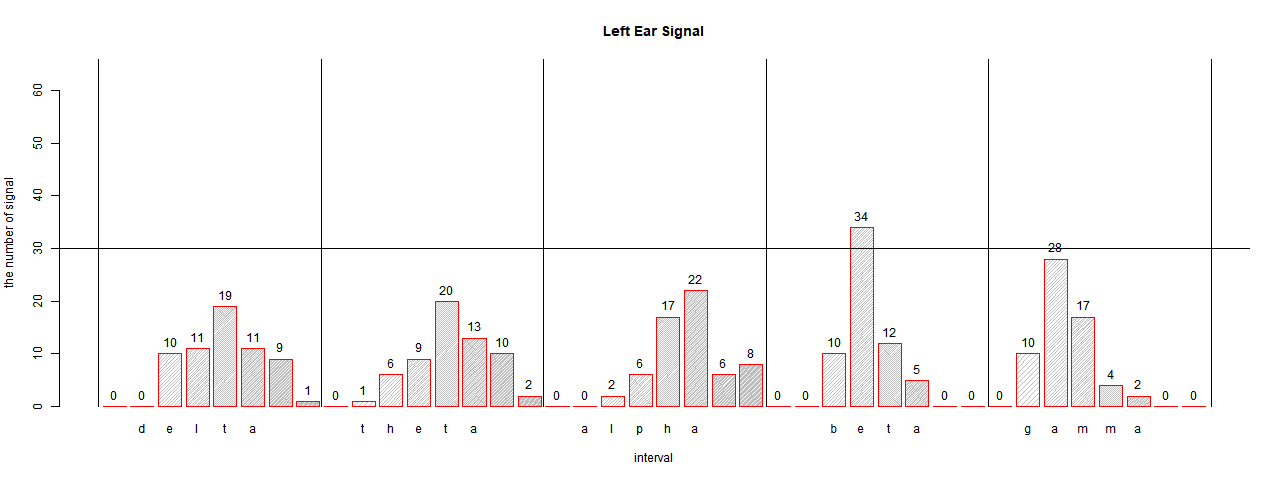 Left Ear Signal
the number of signal
60
50
40
30
20
10
0
0 0 10 11 19 11 9 1 0 1 6 9 20 13 10 2 0 0 2 6 17 22 6 8 0 0 10 34 12 5 0 0 0 10 28 17 4 2 0 0
d e l t a t h e t a a l p h a b e t a g a m m a
interval